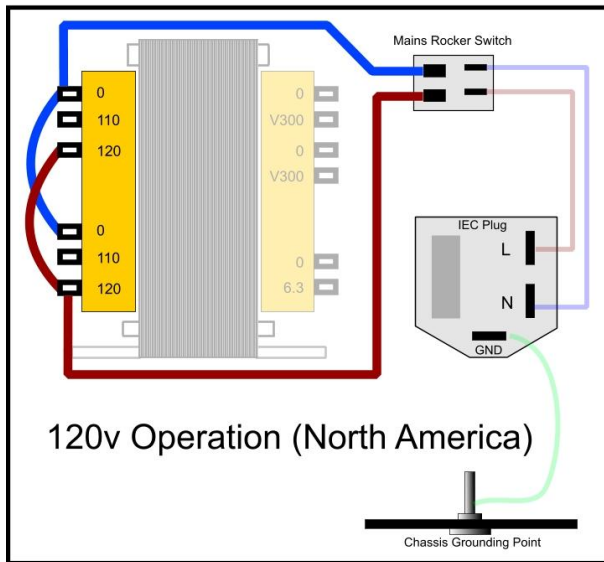 Mains Rocker Switch
0
110
120
0
110
120
0
V300
0
V300
0
6.3
IEC Plug
L
N
GND
120v Operation (North America)
Chassis Grounding Point